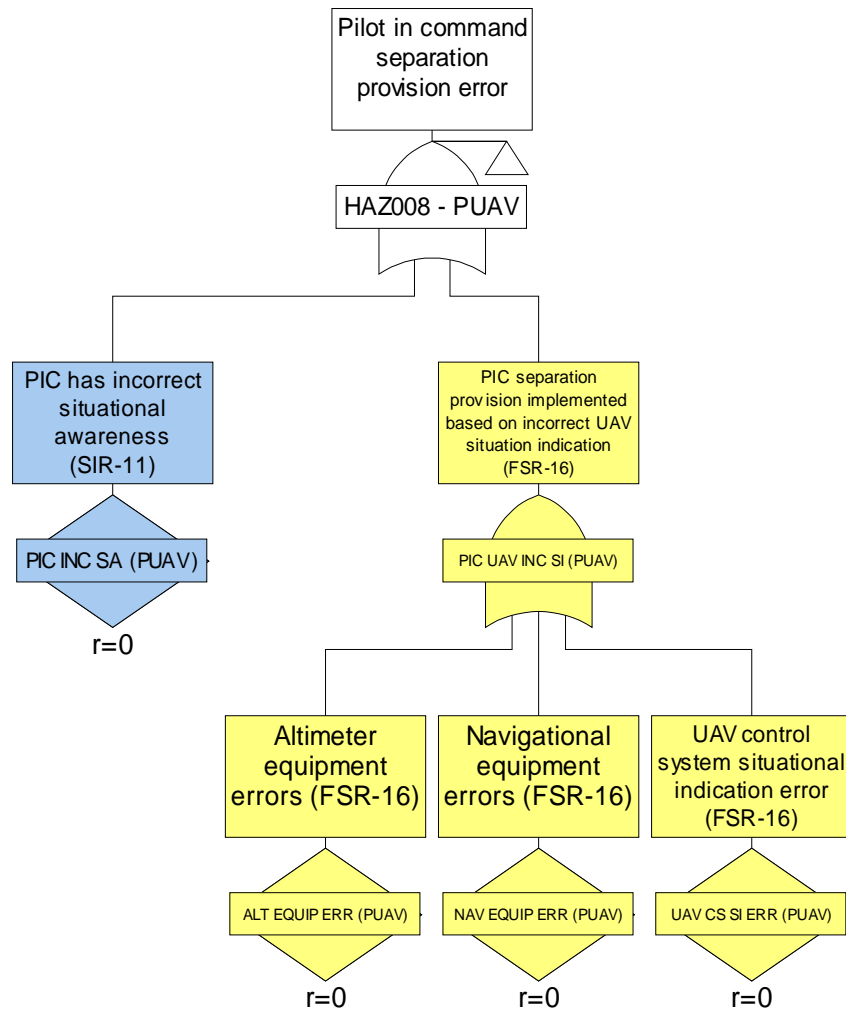 Pilot in command
separation
provision error
HAZ008 - PUAV
PIC has incorrect
situational
awareness
(SIR-11)
PIC separation
provision implemented
based on incorrect UAV
situation indication
(FSR-16)
PIC INC SA (PUAV)
r=0
PIC UAV INC SI (PUAV)
Altimeter
equipment
errors (FSR-16)
Navigational
equipment
errors (FSR-16)
UAV control
system situational
indication error
(FSR-16)
ALT EQUIP ERR (PUAV)
NAV EQUIP ERR (PUAV)
UAV CS SI ERR (PUAV)
r=0
r=0
r=0